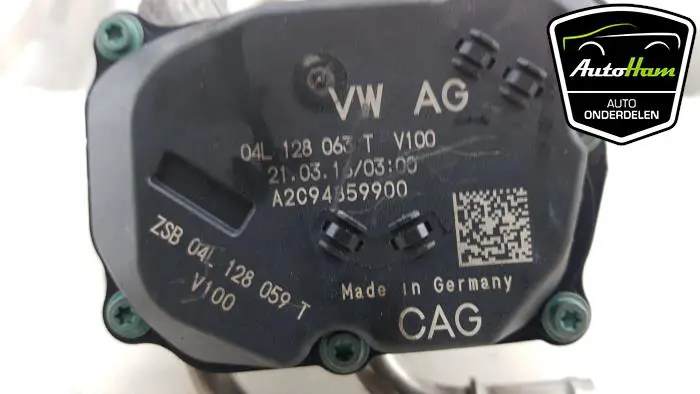 VW AG
04L 128 063 T V100
21.03.16/03:00
A2C94859900
ZSB 04L 128 059 T
V100
Made in Germany
CAG
AutoHam
AUTO
ONDERDELEN